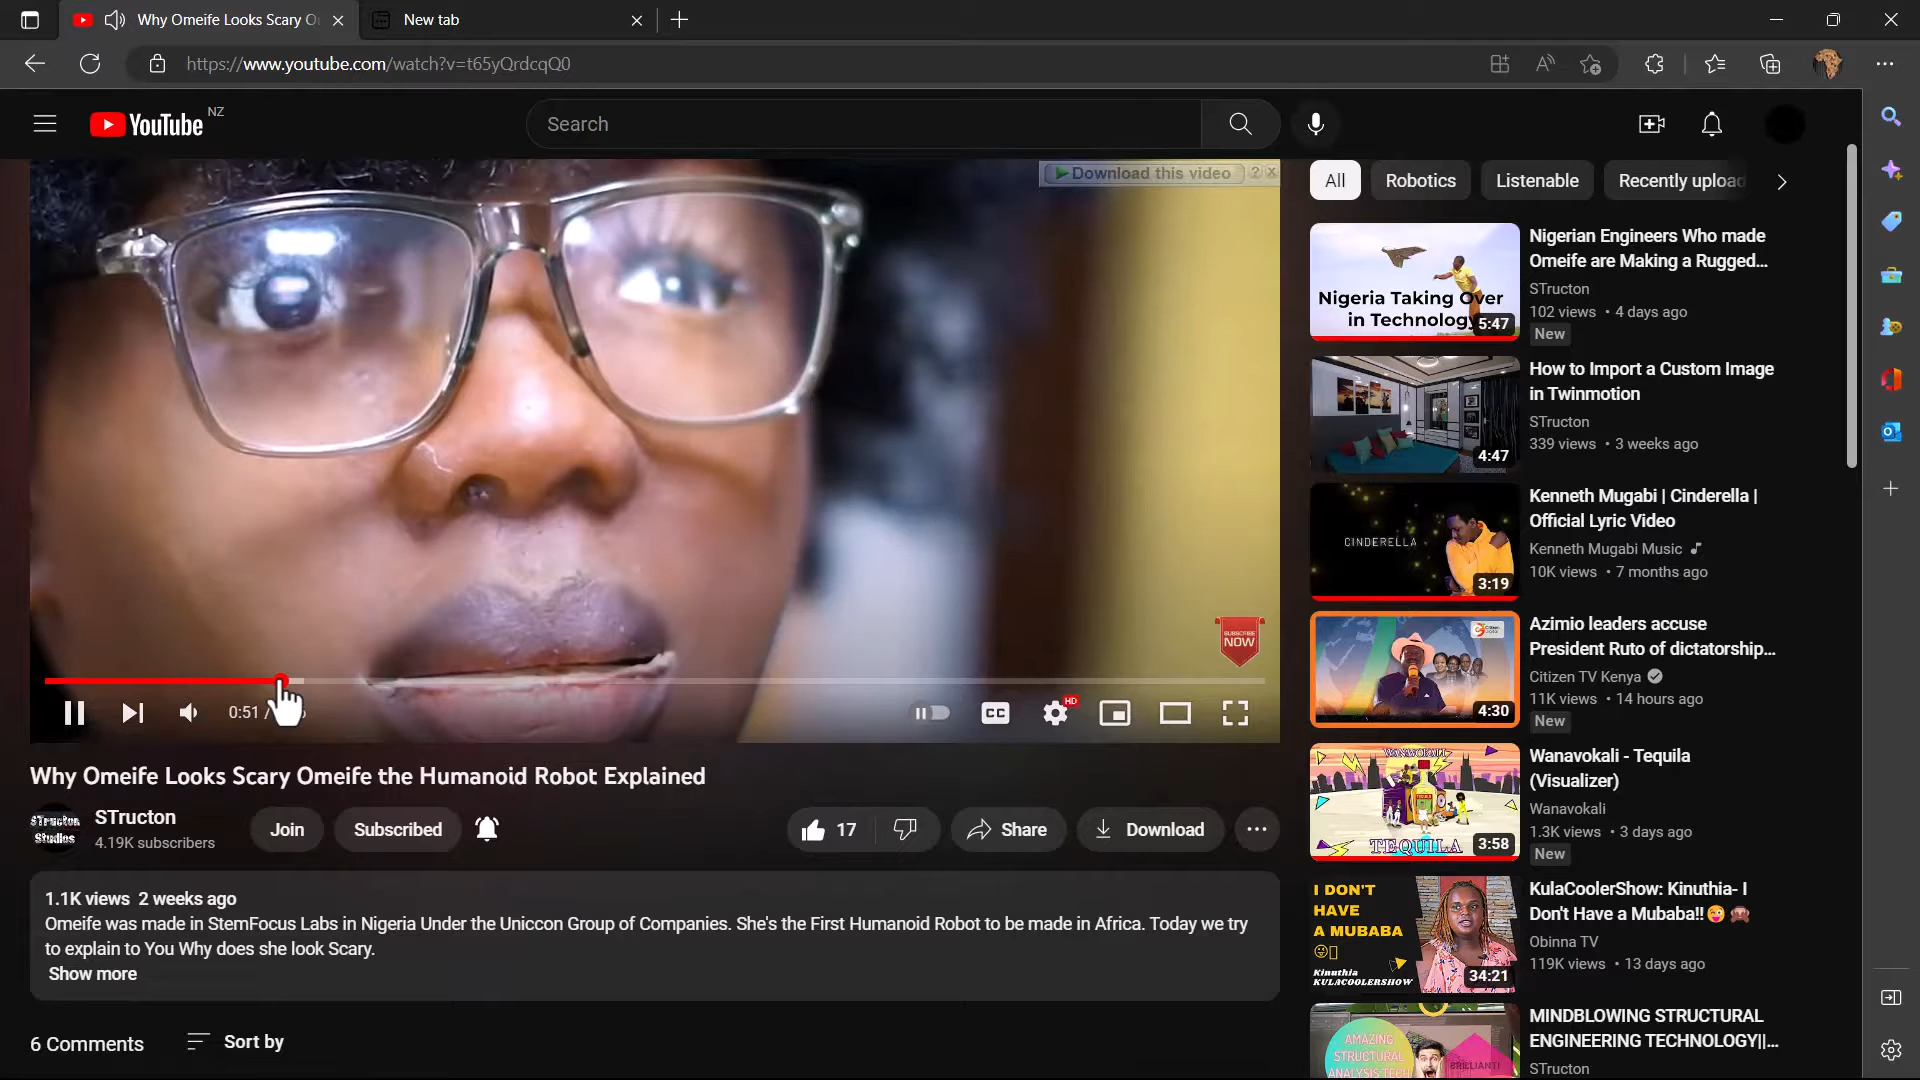 Why Omeife Looks Scary O
New tab
https://www.youtube.com/watch?v=t65yQrdcqQ0
YouTube NZ
Search
Download this video ? X
SUBSCRIBE
NOW
0:51 /
CC
HD
Why Omeife Looks Scary Omeife the Humanoid Robot Explained
STructon
Studios
STructon
4.19K subscribers
Join
Subscribed
17
Share
Download
1.1K views 2 weeks ago
Omeife was made in StemFocus Labs in Nigeria Under the Uniccon Group of Companies. She's the First Humanoid Robot to be made in Africa. Today we try
to explain to You Why does she look Scary.
Show more
6 Comments
Sort by
All
Robotics
Listenable
Recently upload
Nigeria Taking Over
in Technology
5:47
Nigerian Engineers Who made
Omeife are Making a Rugged...
STructon
102 views • 4 days ago
New
4:47
How to Import a Custom Image
in Twinmotion
STructon
339 views • 3 weeks ago
CINDERELLA
3:19
Kenneth Mugabi | Cinderella |
Official Lyric Video
Kenneth Mugabi Music
10K views • 7 months ago
4:30
Azimio leaders accuse
President Ruto of dictatorship...
Citizen TV Kenya
11K views • 14 hours ago
New
WANAVOKALI
TEQUILA
3:58
Wanavokali - Tequila
(Visualizer)
Wanavokali
1.3K views • 3 days ago
New
I DON'T
HAVE
A MUBABA
Kinuthia
KULACOOLERSHOW
34:21
KulaCoolerShow: Kinuthia- I
Don't Have a Mubaba!!😜🙊
Obinna TV
119K views • 13 days ago
AMAZING
STRUCTURAL
ANALYSIS TECH
BRILLIANT!
MINDBLOWING STRUCTURAL
ENGINEERING TECHNOLOGY||...
STructon